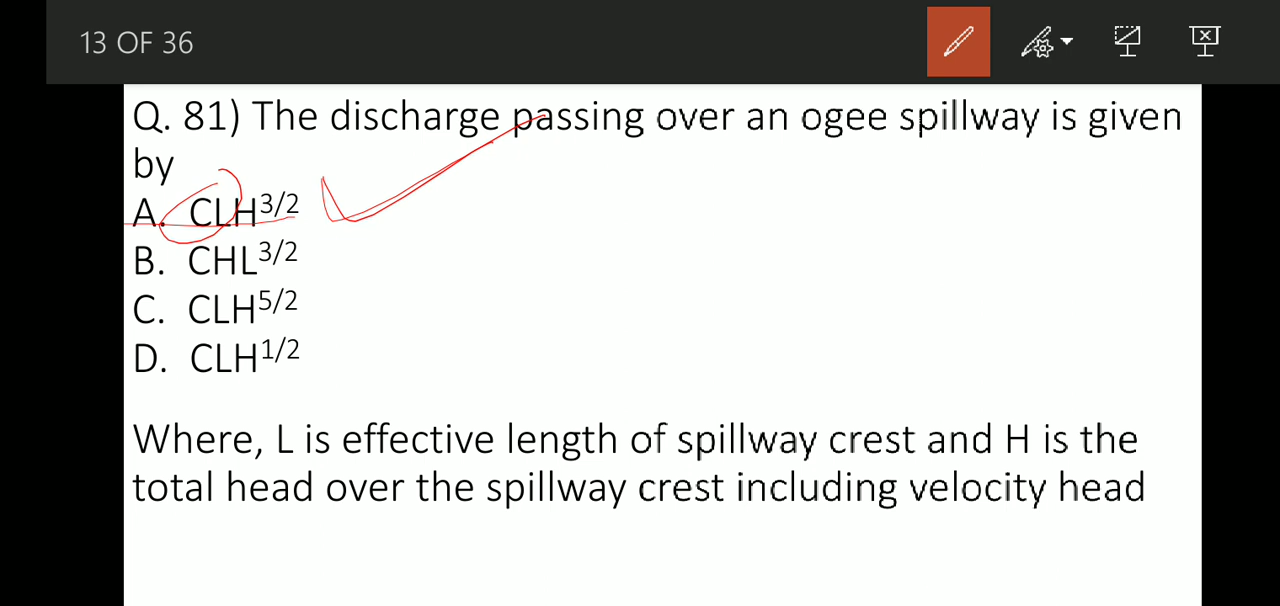 13 OF 36
Q. 81) The discharge passing over an ogee spillway is given
by
A. CLH3/2
B. CHL3/2
C. CLH5/2
D. CLH1/2
Where, L is effective length of spillway crest and H is the
total head over the spillway crest including velocity head